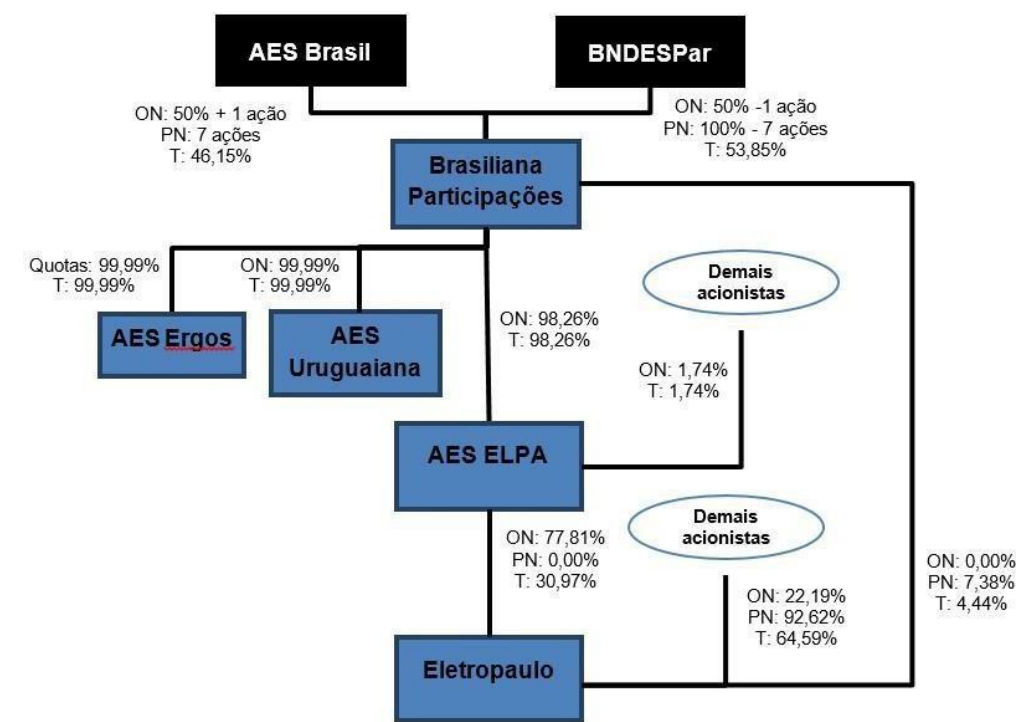 AES Brasil
BNDESPar
ON: 50% + 1 ação
PN: 7 ações
T: 46,15%
ON: 50% -1 ação
PN: 100% - 7 ações
T: 53,85%
Brasiliana
Participações
Quotas: 99,99%
T: 99,99%
ON: 99,99%
T: 99,99%
AES Ergos
AES
Uruguaiana
ON: 98,26%
T: 98,26%
Demais
acionistas
ON: 1,74%
T: 1,74%
AES ELPA
ON: 77,81%
PN: 0,00%
T: 30,97%
Demais
acionistas
ON: 22,19%
PN: 92,62%
T: 64,59%
ON: 0,00%
PN: 7,38%
T: 4,44%
Eletropaulo